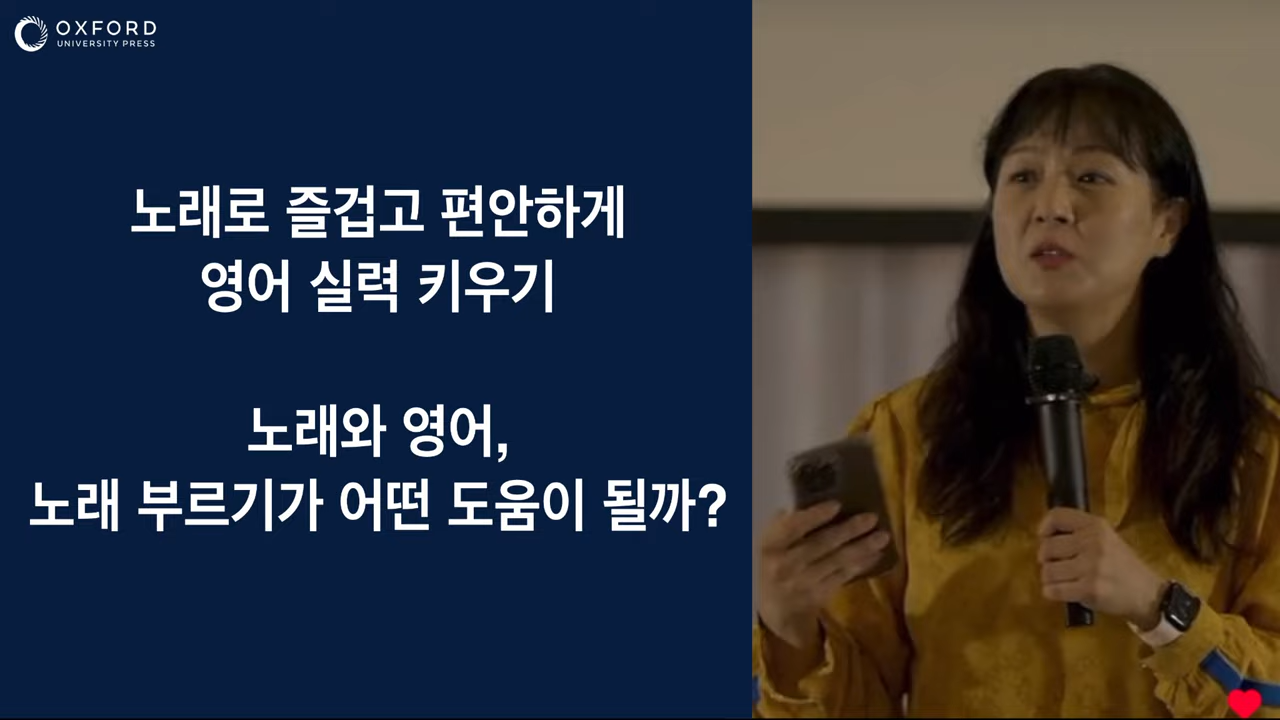 OXFORD
UNIVERSITY PRESS
노래로 즐겁고 편안하게
영어 실력 키우기
노래와 영어,
노래 부르기가 어떤 도움이 될까?